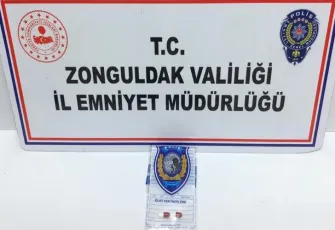 POLİS
T.C.
ZONGULDAK VALİLİĞİ
İL EMNİYET MÜDÜRLÜĞÜ